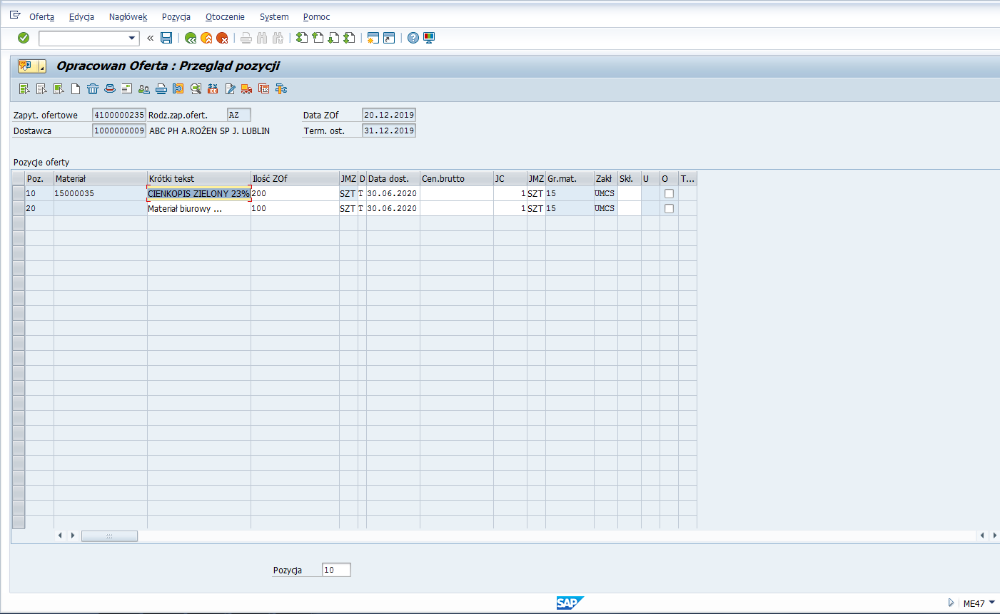 Oferta Edycja Nagłówek Pozycja Otoczenie System Pomoc
Opracowan Oferta : Przegląd pozycji
Zapyt. ofertowe 4100000235 Rodz.zap.ofert. AZ Data ZOf 20.12.2019
Dostawca 1000000009 ABC PH A.ROŻEN SP J. LUBLIN Term. ost. 31.12.2019
Pozycje oferty
Poz. Materiał Krótki tekst Ilość ZOf JMZ D Data dost. Cen.brutto JC JMZ Gr.mat. Zakł Skł. U O T...
10 15000035 CIENKOPIS ZIELONY 23% 200 SZT T 30.06.2020 1 SZT 15 UMCS
20 Materiał biurowy ... 100 SZT T 30.06.2020 1 SZT 15 UMCS
Pozycja 10
SAP ME47